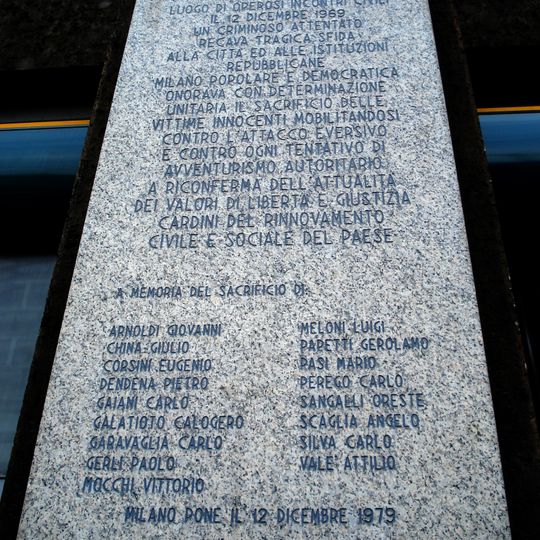 LUOGO DI OPEROSI INCONTRI CIVILI
IL 12 DICEMBRE 1969
UN CRIMINOSO ATTENTATO
RECAVA TRAGICA SFIDA
ALLA CITTÀ ED ALLE ISTITUZIONI
REPUBBLICANE
MILANO POPOLARE E DEMOCRATICA
ONORAVA CON DETERMINAZIONE
UNITARIA IL SACRIFICIO DELLE
VITTIME INNOCENTI MOBILITANDOSI
CONTRO L'ATTACCO EVERSIVO
E CONTRO OGNI TENTATIVO DI
AVVENTURISMO AUTORITARIO
A RICONFERMA DELL'ATTUALITÀ
DEI VALORI DI LIBERTÀ E GIUSTIZIA
CARDINI DEL RINNOVAMENTO
CIVILE E SOCIALE DEL PAESE
A MEMORIA DEL SACRIFICIO DI:
ARNOLDI GIOVANNI
CHINA GIULIO
CORSINI EUGENIO
DENDENA PIETRO
GAIANI CARLO
GALATIOTO CALOGERO
GARAVAGLIA CARLO
GERLI PAOLO
MOCCHI VITTORIO
MELONI LUIGI
PAPETTI GEROLAMO
PASI MARIO
PEREGO CARLO
SANGALLI ORESTE
SCAGLIA ANGELO
SILVA CARLO
VALÈ ATTILIO
MILANO PONE IL 12 DICEMBRE 1979